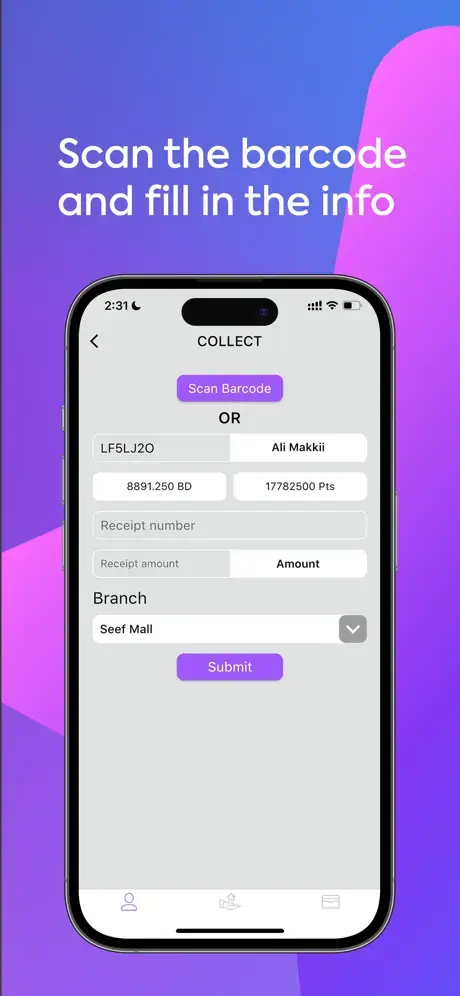 Scan the barcode
and fill in the info
2:31
COLLECT
Scan Barcode
OR
LF5LJ2O Ali Makkii
8891.250 BD 17782500 Pts
Receipt number
Receipt amount Amount
Branch
Seef Mall
Submit